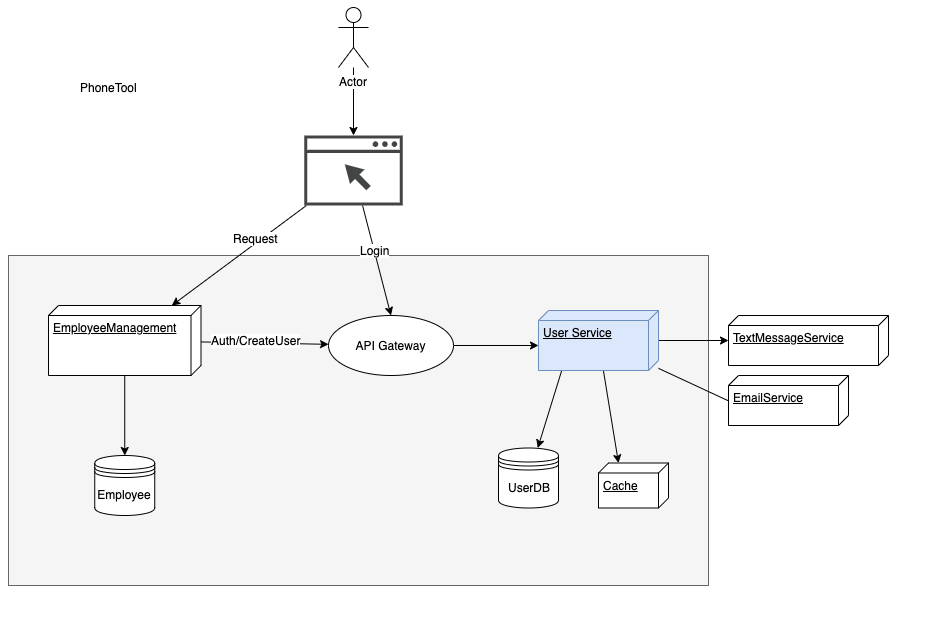 Actor
PhoneTool
Request
Login
EmployeeManagement
User Service
TextMessageService
Auth/CreateUser
API Gateway
EmailService
Employee
UserDB
Cache